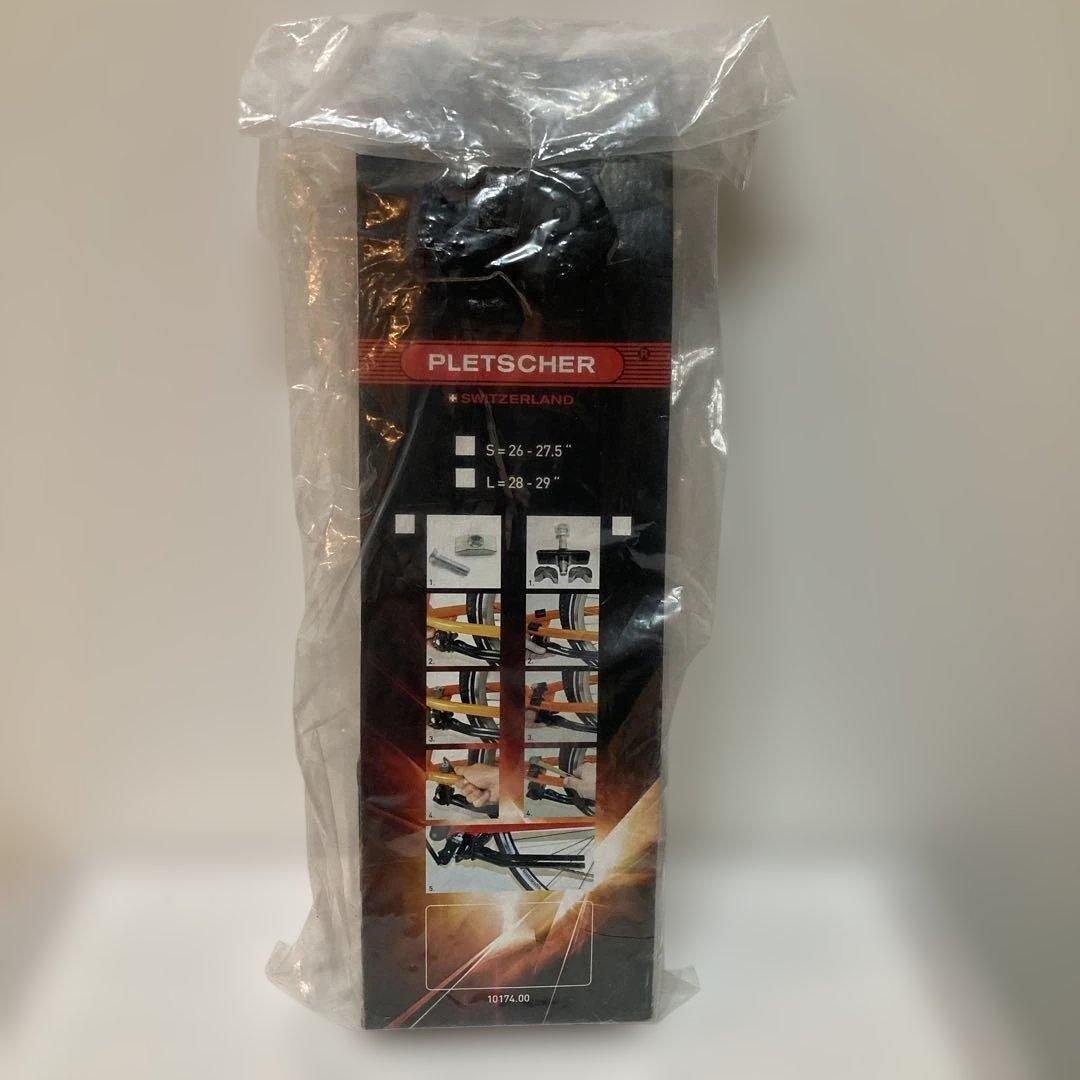 PLETSCHER ®
SWITZERLAND
S = 26 - 27.5 "
L = 28 - 29 "
1. 1.
2. 2.
3. 3.
4. 4.
5.
10174.00